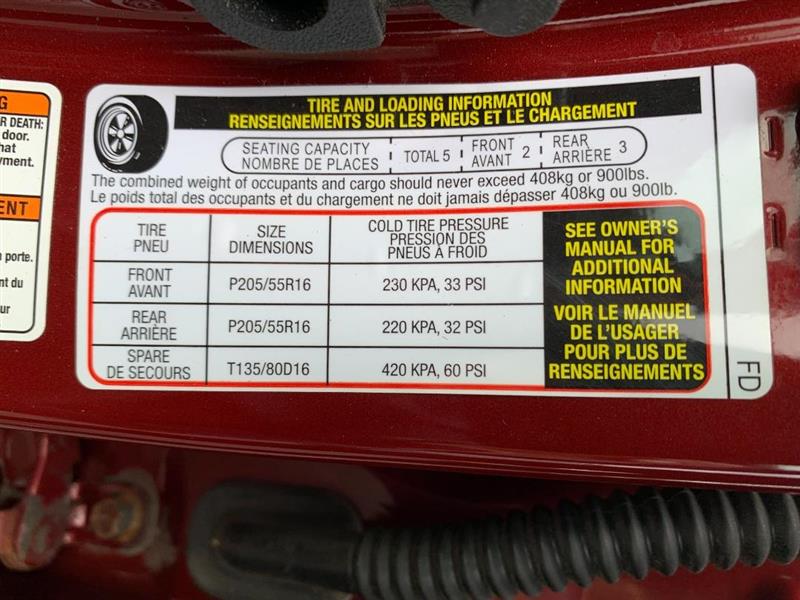 G
R DEATH:
door.
hat
yment.
ENT
a porte.
nt du
ur
TIRE AND LOADING INFORMATION
RENSEIGNEMENTS SUR LES PNEUS ET LE CHARGEMENT
SEATING CAPACITY
NOMBRE DE PLACES
TOTAL 5
FRONT
AVANT 2
REAR
ARRIÈRE 3
The combined weight of occupants and cargo should never exceed 408kg or 900lbs.
Le poids total des occupants et du chargement ne doit jamais dépasser 408kg ou 900lb.
TIRE
PNEU
SIZE
DIMENSIONS
COLD TIRE PRESSURE
PRESSION DES
PNEUS À FROID
FRONT
AVANT
P205/55R16
230 KPA, 33 PSI
REAR
ARRIÈRE
P205/55R16
220 KPA, 32 PSI
SPARE
DE SECOURS
T135/80D16
420 KPA, 60 PSI
SEE OWNER'S
MANUAL FOR
ADDITIONAL
INFORMATION
VOIR LE MANUEL
DE L'USAGER
POUR PLUS DE
RENSEIGNEMENTS
FD